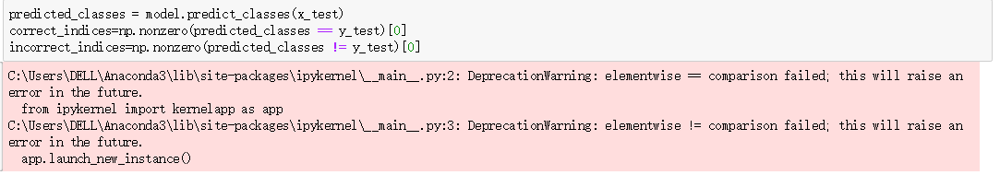 predicted_classes = model.predict_classes(x_test)
correct_indices=np.nonzero(predicted_classes == y_test)[0]
incorrect_indices=np.nonzero(predicted_classes != y_test)[0]
C:\Users\DELL\Anaconda3\lib\site-packages\ipykernel\__main__.py:2: DeprecationWarning: elementwise == comparison failed; this will raise an
error in the future.
  from ipykernel import kernelapp as app
C:\Users\DELL\Anaconda3\lib\site-packages\ipykernel\__main__.py:3: DeprecationWarning: elementwise != comparison failed; this will raise an
error in the future.
  app.launch_new_instance()